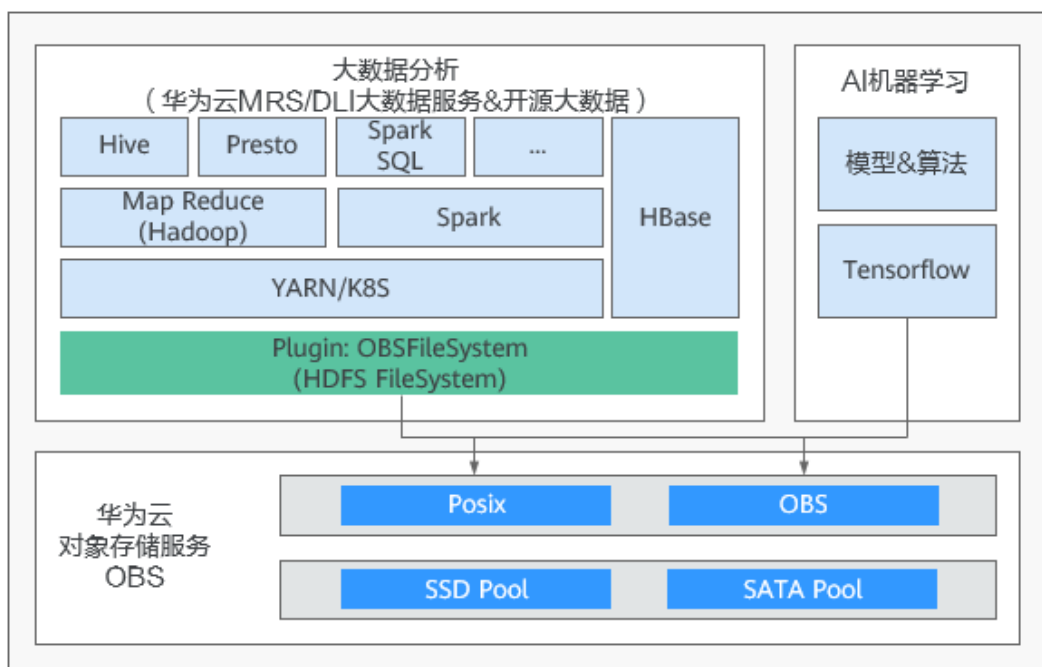 大数据分析
（华为云MRS/DLI大数据服务&开源大数据）
Hive
Presto
Spark
SQL
...
Map Reduce
(Hadoop)
Spark
HBase
YARN/K8S
Plugin: OBSFileSystem
(HDFS FileSystem)
AI机器学习
模型&算法
Tensorflow
华为云
对象存储服务
OBS
Posix
OBS
SSD Pool
SATA Pool